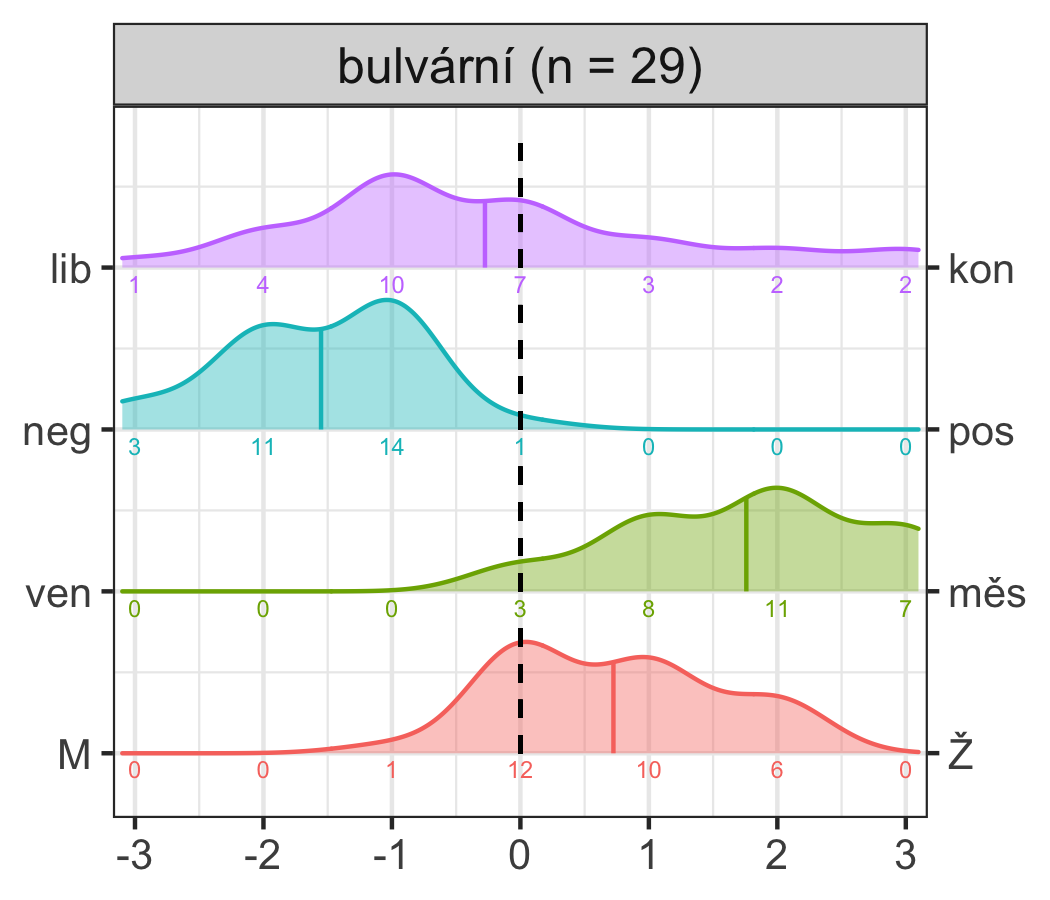 bulvární (n = 29)
lib kon
1 4 10 7 3 2 2
neg pos
3 11 14 1 0 0 0
ven měs
0 0 0 3 8 11 7
M Ž
0 0 1 12 10 6 0
-3 -2 -1 0 1 2 3